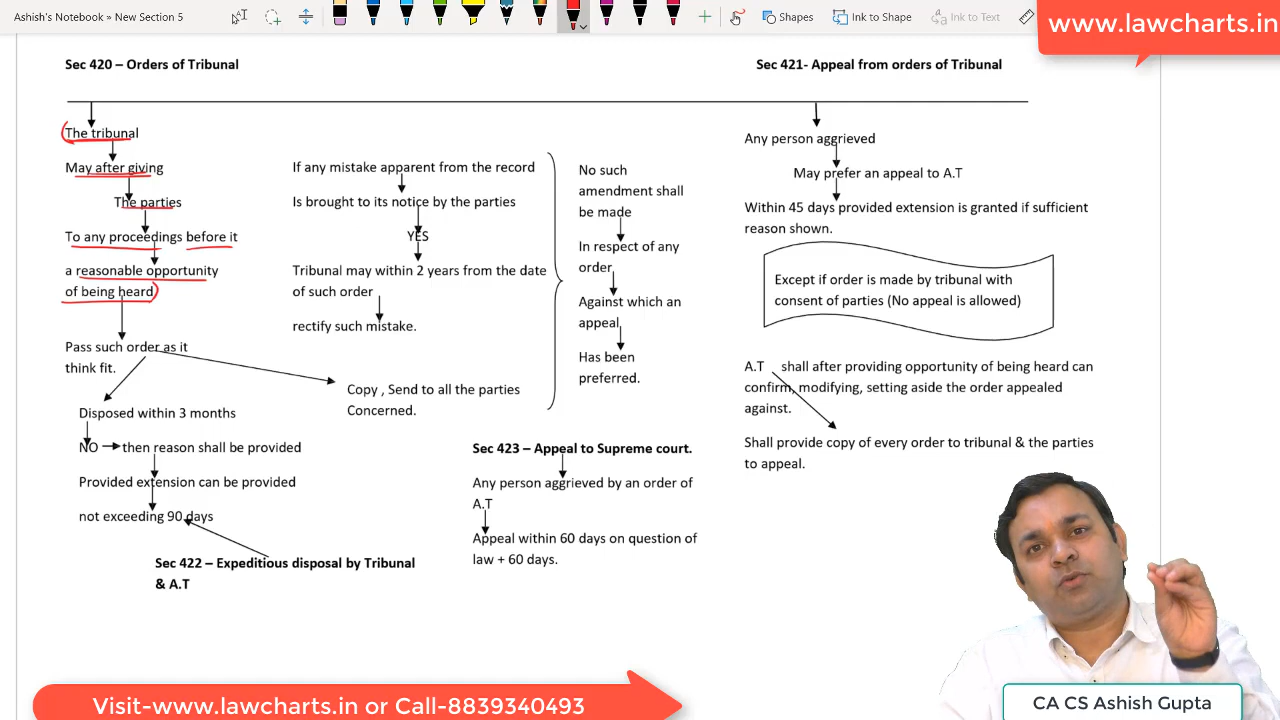 Ashish's Notebook » New Section 5
Shapes
Ink to Shape
Ink to Text
www.lawcharts.in
Sec 420 – Orders of Tribunal
The tribunal
May after giving
The parties
To any proceedings before it
a reasonable opportunity
of being heard
Pass such order as it
think fit.
Disposed within 3 months
NO then reason shall be provided
Provided extension can be provided
not exceeding 90 days
Sec 422 – Expeditious disposal by Tribunal
& A.T
If any mistake apparent from the record
Is brought to its notice by the parties
YES
Tribunal may within 2 years from the date
of such order
rectify such mistake.
Copy , Send to all the parties
Concerned.
No such
amendment shall
be made
In respect of any
order
Against which an
appeal
Has been
preferred.
Sec 423 – Appeal to Supreme court.
Any person aggrieved by an order of
A.T
Appeal within 60 days on question of
law + 60 days.
Sec 421- Appeal from orders of Tribunal
Any person aggrieved
May prefer an appeal to A.T
Within 45 days provided extension is granted if sufficient
reason shown.
Except if order is made by tribunal with
consent of parties (No appeal is allowed)
A.T shall after providing opportunity of being heard can
confirm, modifying, setting aside the order appealed
against.
Shall provide copy of every order to tribunal & the parties
to appeal.
Visit-www.lawcharts.in or Call-8839340493
CA CS Ashish Gupta